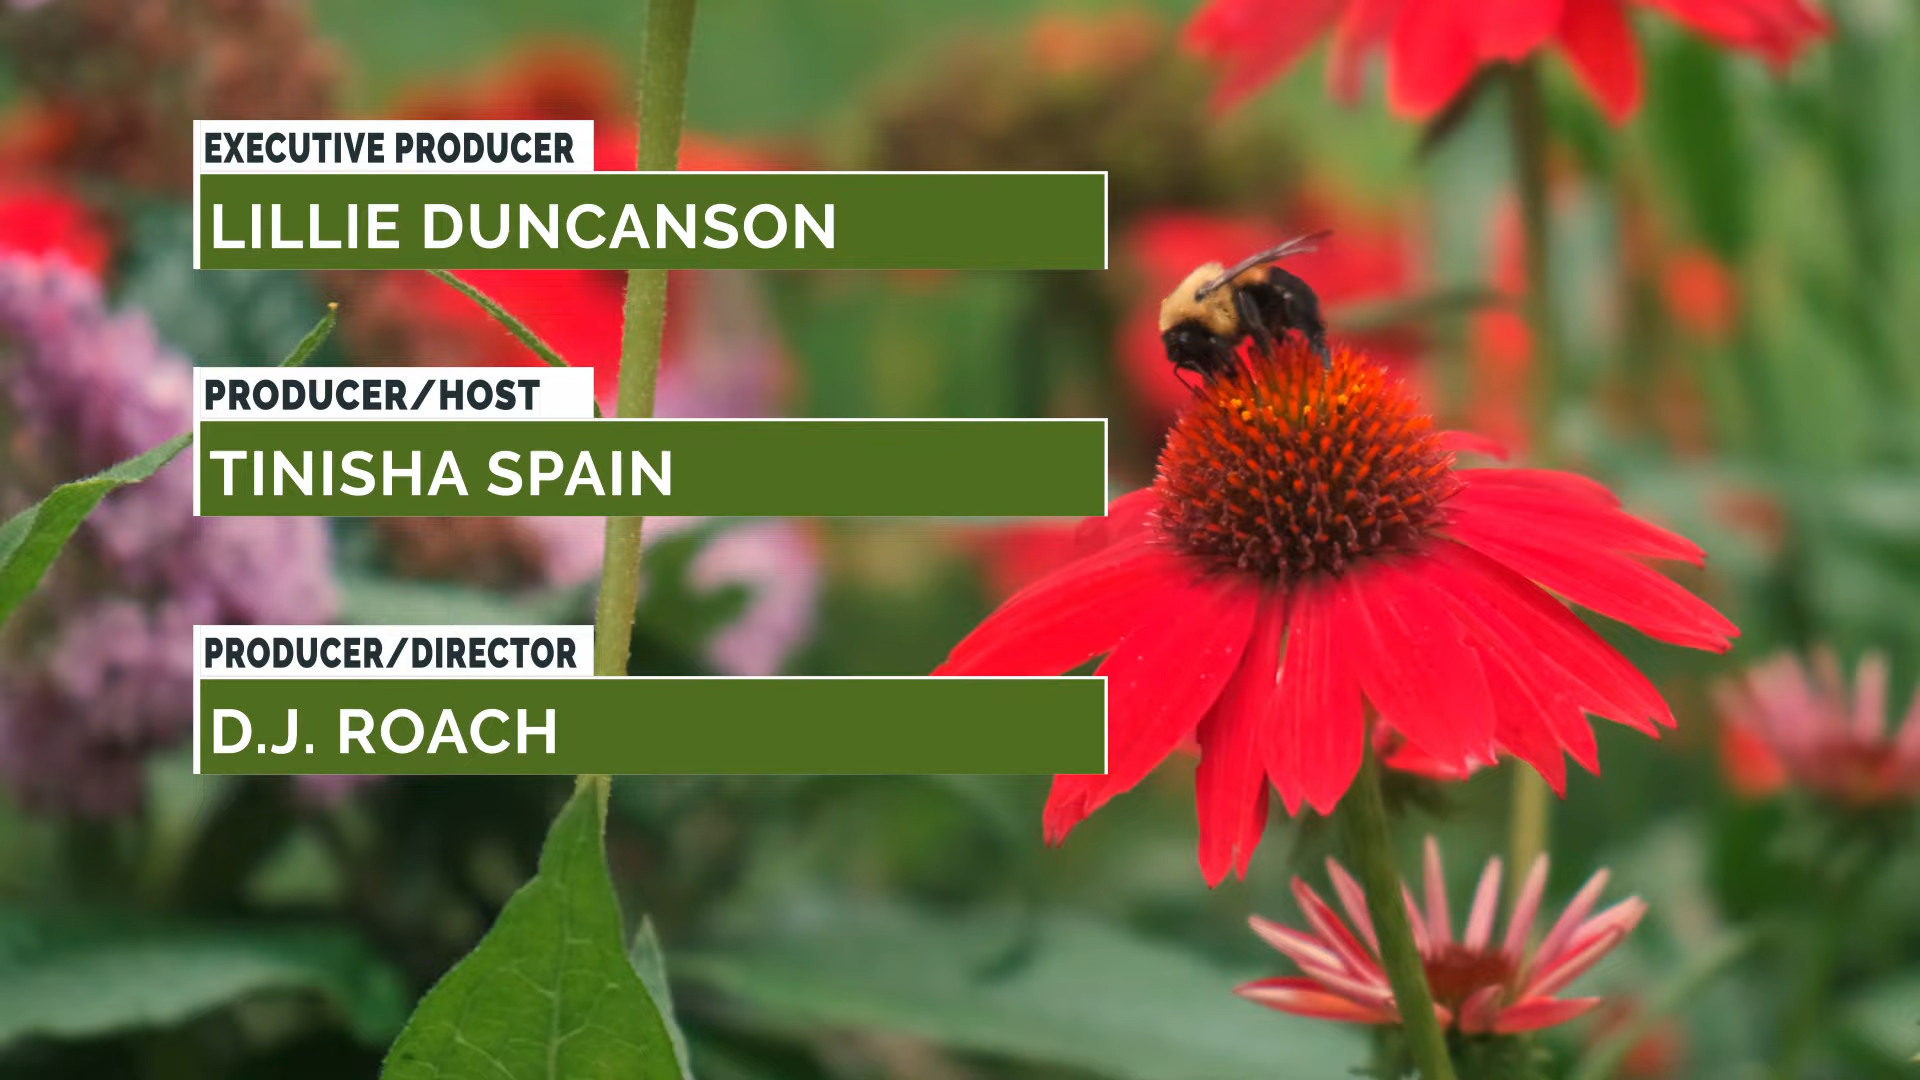 EXECUTIVE PRODUCER
LILLIE DUNCANSON
PRODUCER/HOST
TINISHA SPAIN
PRODUCER/DIRECTOR
D.J. ROACH